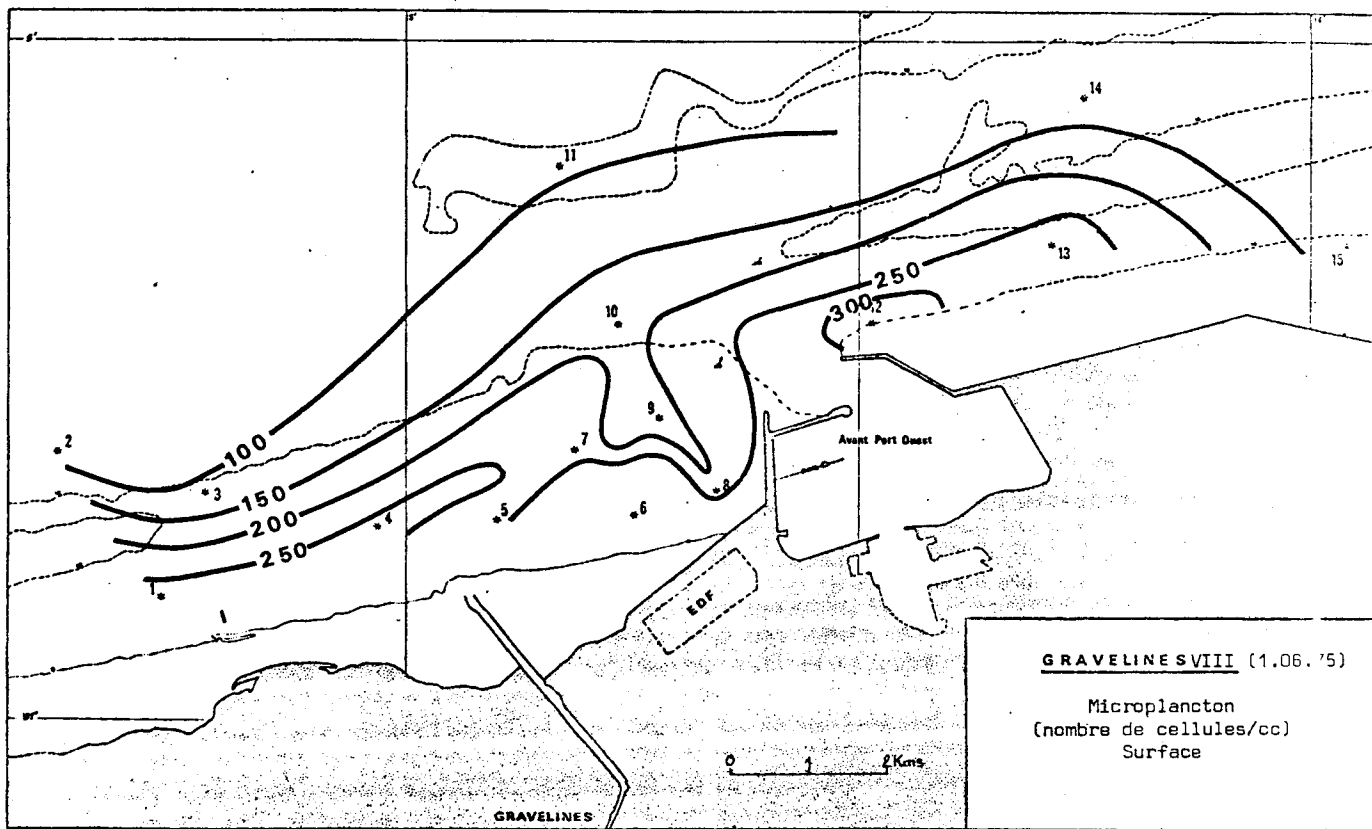 14
11
13
15
250
300
12
10
9
2
100
7
3
150
8
200
4
5
6
250
1
Avant Port Ouest
EDF
GRAVELINES VIII (1.06.75)
Microplancton
(nombre de cellules/cc)
Surface
0 1 2Kms
GRAVELINES